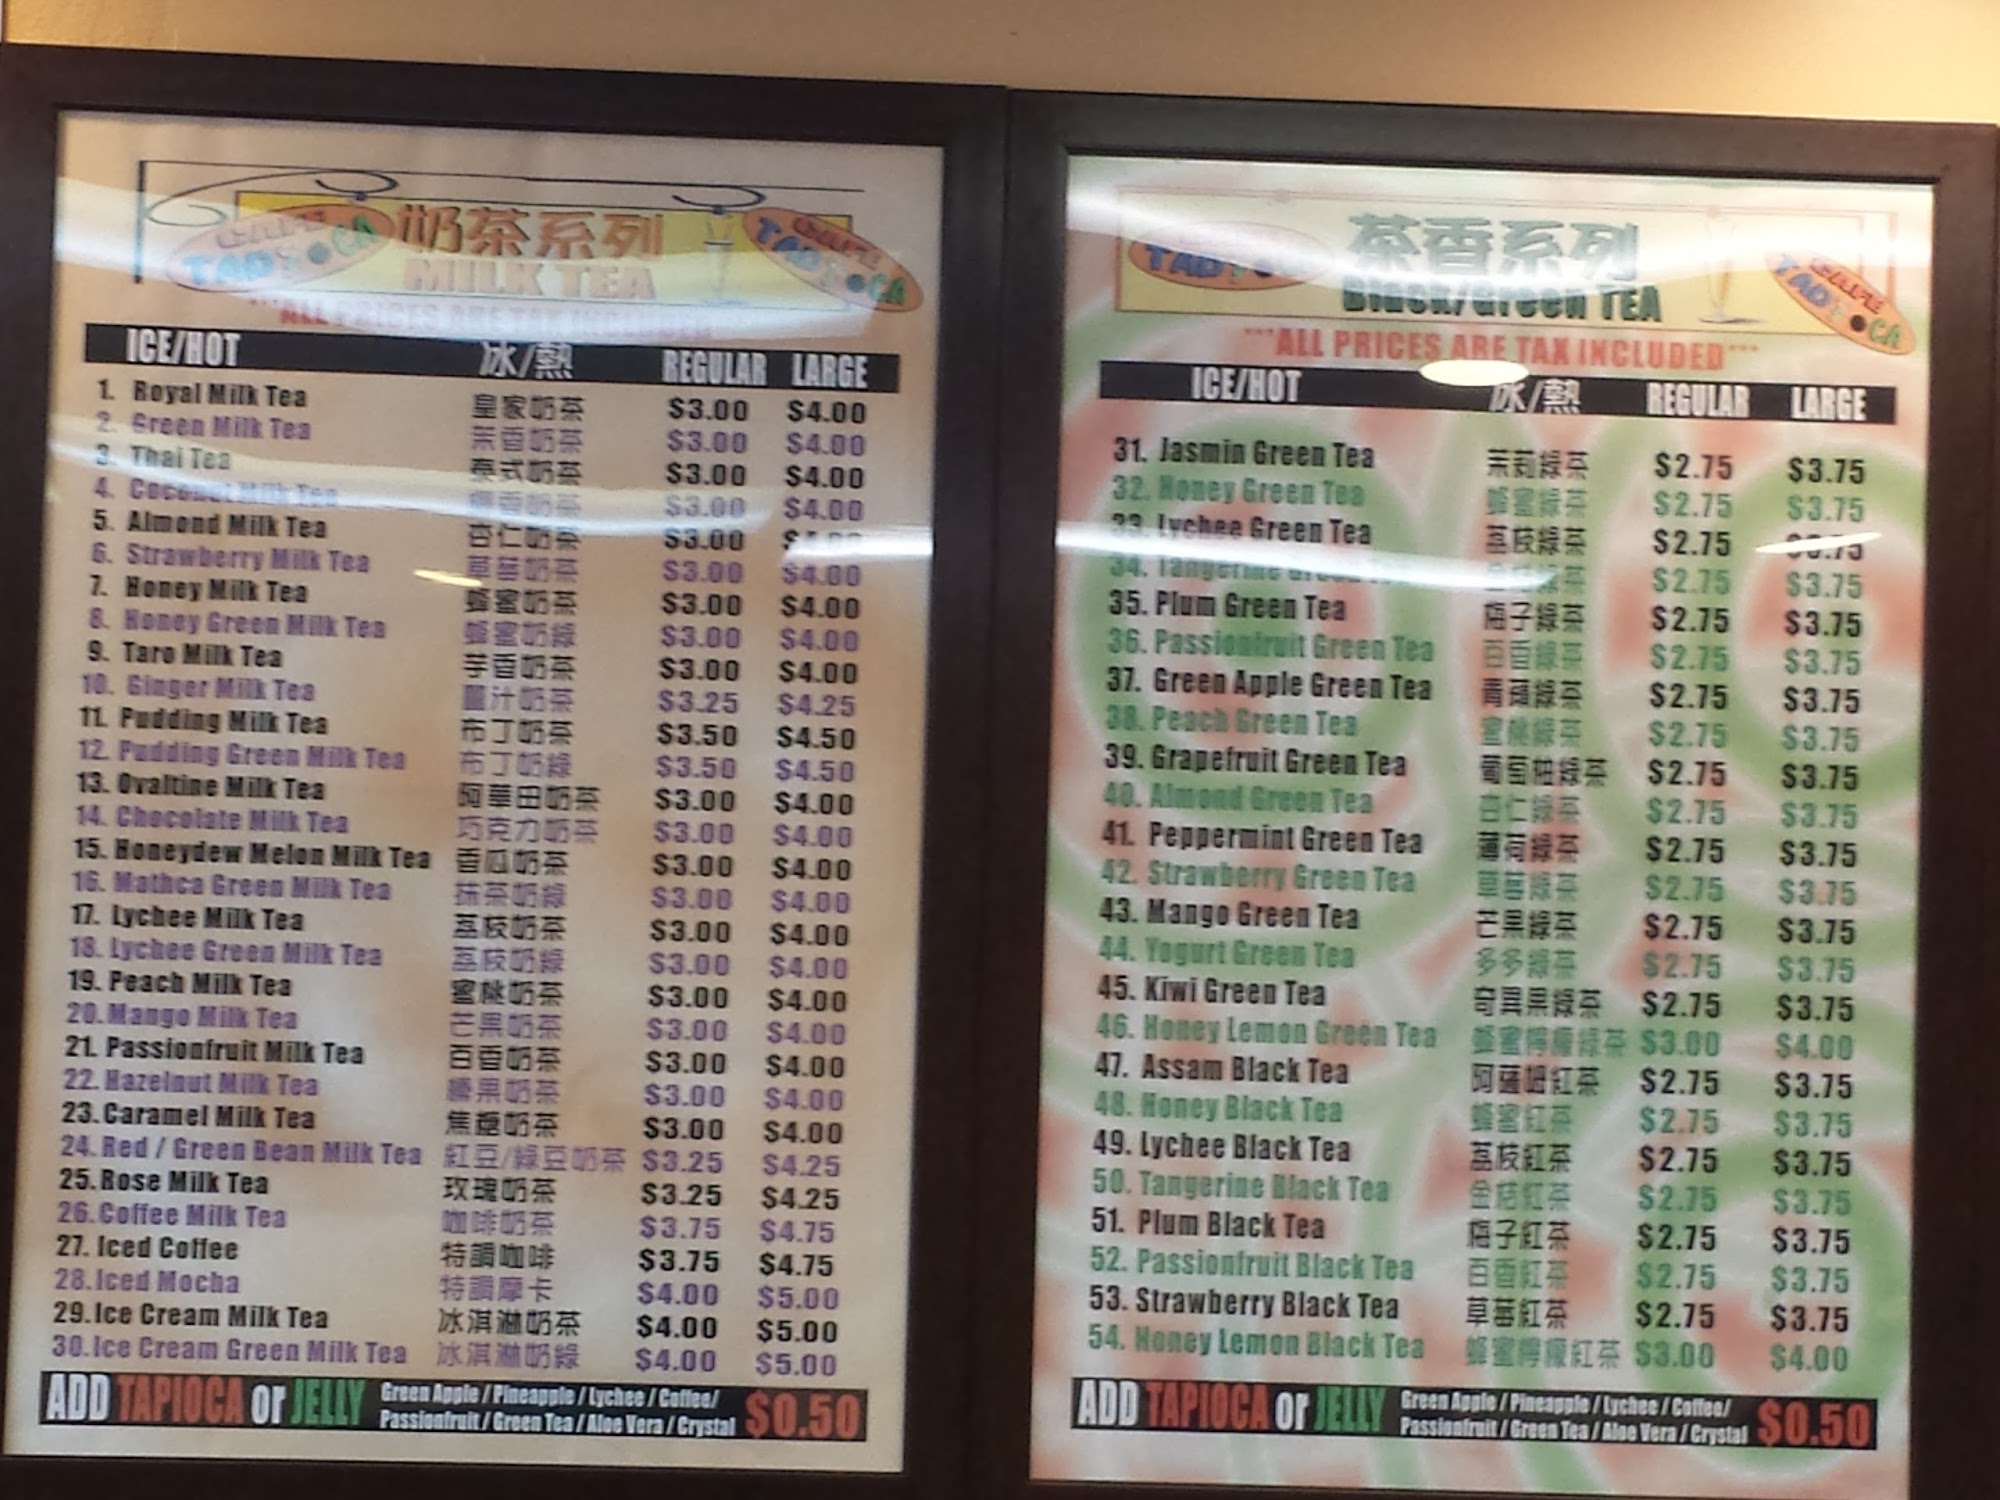 CAFE
TAPIOCA
奶茶系列
MILK TEA
CAFE
TAPIOCA
***ALL PRICES ARE TAX INCLUDED
ICE/HOT 冰/熱 REGULAR LARGE
1. Royal Milk Tea 皇家奶茶 $3.00 $4.00
2. Green Milk Tea 茉香奶茶 $3.00 $4.00
3. Thai Tea 泰式奶茶 $3.00 $4.00
4. Coconut Milk Tea 椰香奶茶 $3.00 $4.00
5. Almond Milk Tea 杏仁奶茶 $3.00 $4.00
6. Strawberry Milk Tea 草莓奶茶 $3.00 $4.00
7. Honey Milk Tea 蜂蜜奶茶 $3.00 $4.00
8. Honey Green Milk Tea 蜂蜜奶綠 $3.00 $4.00
9. Taro Milk Tea 芋香奶茶 $3.00 $4.00
10. Ginger Milk Tea 薑汁奶茶 $3.25 $4.25
11. Pudding Milk Tea 布丁奶茶 $3.50 $4.50
12. Pudding Green Milk Tea 布丁奶綠 $3.50 $4.50
13. Ovaltine Milk Tea 阿華田奶茶 $3.00 $4.00
14. Chocolate Milk Tea 巧克力奶茶 $3.00 $4.00
15. Honeydew Melon Milk Tea 香瓜奶茶 $3.00 $4.00
16. Mathca Green Milk Tea 抹茶奶綠 $3.00 $4.00
17. Lychee Milk Tea 荔枝奶茶 $3.00 $4.00
18. Lychee Green Milk Tea 荔枝奶綠 $3.00 $4.00
19. Peach Milk Tea 蜜桃奶茶 $3.00 $4.00
20. Mango Milk Tea 芒果奶茶 $3.00 $4.00
21. Passionfruit Milk Tea 百香奶茶 $3.00 $4.00
22. Hazelnut Milk Tea 榛果奶茶 $3.00 $4.00
23. Caramel Milk Tea 焦糖奶茶 $3.00 $4.00
24. Red / Green Bean Milk Tea 紅豆/綠豆奶茶 $3.25 $4.25
25. Rose Milk Tea 玫瑰奶茶 $3.25 $4.25
26. Coffee Milk Tea 咖啡奶茶 $3.75 $4.75
27. Iced Coffee 特調咖啡 $3.75 $4.75
28. Iced Mocha 特調摩卡 $4.00 $5.00
29. Ice Cream Milk Tea 冰淇淋奶茶 $4.00 $5.00
30. Ice Cream Green Milk Tea 冰淇淋奶綠 $4.00 $5.00
ADD TAPIOCA or JELLY Green Apple / Pineapple / Lychee / Coffee/
Passionfruit / Green Tea / Aloe Vera / Crystal $0.50
茶香系列
Black/Green TEA
CAFE
TAPIOCA
***ALL PRICES ARE TAX INCLUDED***
ICE/HOT 冰/熱 REGULAR LARGE
31. Jasmin Green Tea 茉莉綠茶 $2.75 $3.75
32. Honey Green Tea 蜂蜜綠茶 $2.75 $3.75
33. Lychee Green Tea 荔枝綠茶 $2.75 $3.75
34. Tangerine Green Tea 金桔綠茶 $2.75 $3.75
35. Plum Green Tea 梅子綠茶 $2.75 $3.75
36. Passionfruit Green Tea 百香綠茶 $2.75 $3.75
37. Green Apple Green Tea 青蘋綠茶 $2.75 $3.75
38. Peach Green Tea 蜜桃綠茶 $2.75 $3.75
39. Grapefruit Green Tea 葡萄柚綠茶 $2.75 $3.75
40. Almond Green Tea 杏仁綠茶 $2.75 $3.75
41. Peppermint Green Tea 薄荷綠茶 $2.75 $3.75
42. Strawberry Green Tea 草莓綠茶 $2.75 $3.75
43. Mango Green Tea 芒果綠茶 $2.75 $3.75
44. Yogurt Green Tea 多多綠茶 $2.75 $3.75
45. Kiwi Green Tea 奇異果綠茶 $2.75 $3.75
46. Honey Lemon Green Tea 蜂蜜檸檬綠茶 $3.00 $4.00
47. Assam Black Tea 阿薩姆紅茶 $2.75 $3.75
48. Honey Black Tea 蜂蜜紅茶 $2.75 $3.75
49. Lychee Black Tea 荔枝紅茶 $2.75 $3.75
50. Tangerine Black Tea 金桔紅茶 $2.75 $3.75
51. Plum Black Tea 梅子紅茶 $2.75 $3.75
52. Passionfruit Black Tea 百香紅茶 $2.75 $3.75
53. Strawberry Black Tea 草莓紅茶 $2.75 $3.75
54. Honey Lemon Black Tea 蜂蜜檸檬紅茶 $3.00 $4.00
ADD TAPIOCA or JELLY Green Apple / Pineapple / Lychee / Coffee/
Passionfruit / Green Tea / Aloe Vera / Crystal $0.50